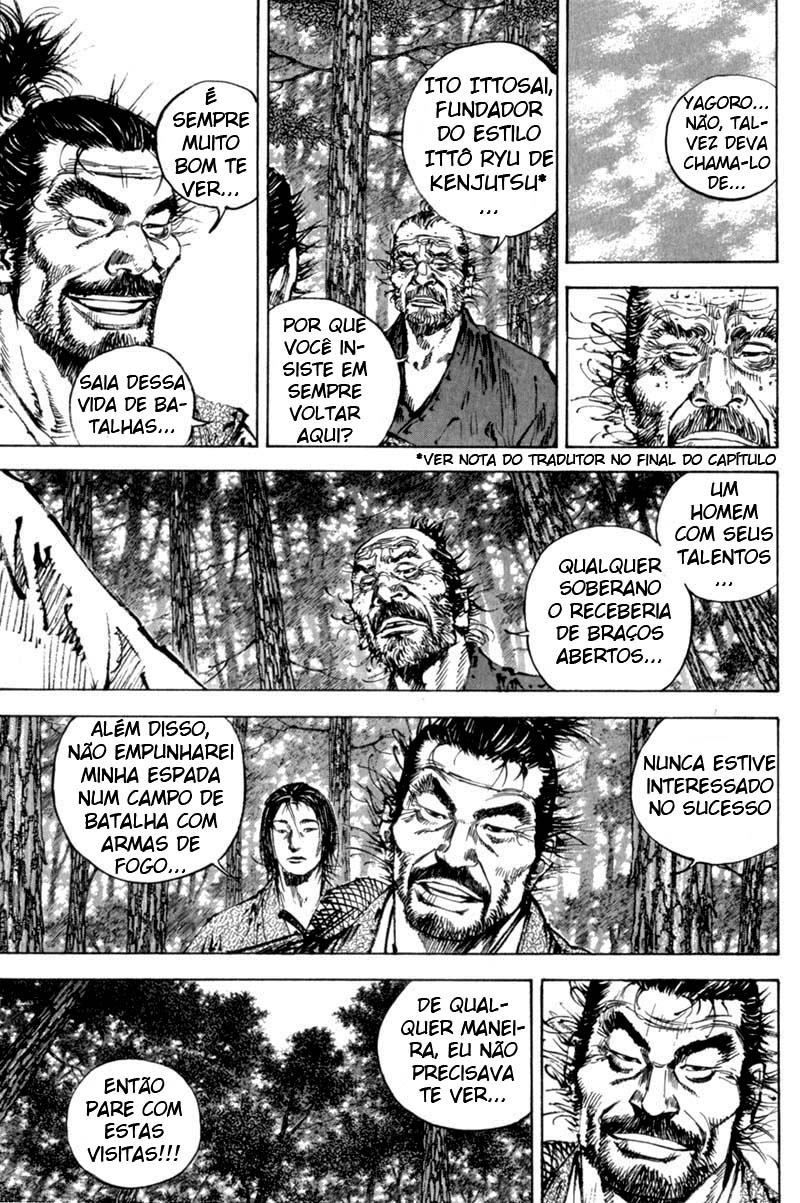 YAGORO...
NÃO, TAL-
VEZ DEVA
CHAMA-LO
DE...
ITO ITTOSAI,
FUNDADOR
DO ESTILO
ITTÔ RYU DE
KENJUTSU*
...
POR QUE
VOCÊ IN-
SISTE EM
SEMPRE
VOLTAR
AQUI?
É
SEMPRE
MUITO
BOM TE
VER...
SAIA DESSA
VIDA DE BA-
TALHAS...
*VER NOTA DO TRADUTOR NO FINAL DO CAPÍTULO
UM
HOMEM
COM SEUS
TALENTOS
...
QUALQUER
SOBERANO
O RECEBERIA
DE BRAÇOS
ABERTOS...
NUNCA ESTIVE
INTERESSADO
NO SUCESSO
ALÉM DISSO,
NÃO EMPUNHAREI
MINHA ESPADA
NUM CAMPO DE
BATALHA COM
ARMAS DE
FOGO...
DE QUAL-
QUER MANEI-
RA, EU NÃO
PRECISAVA
TE VER...
ENTÃO
PARE COM
ESTAS
VISITAS!!!